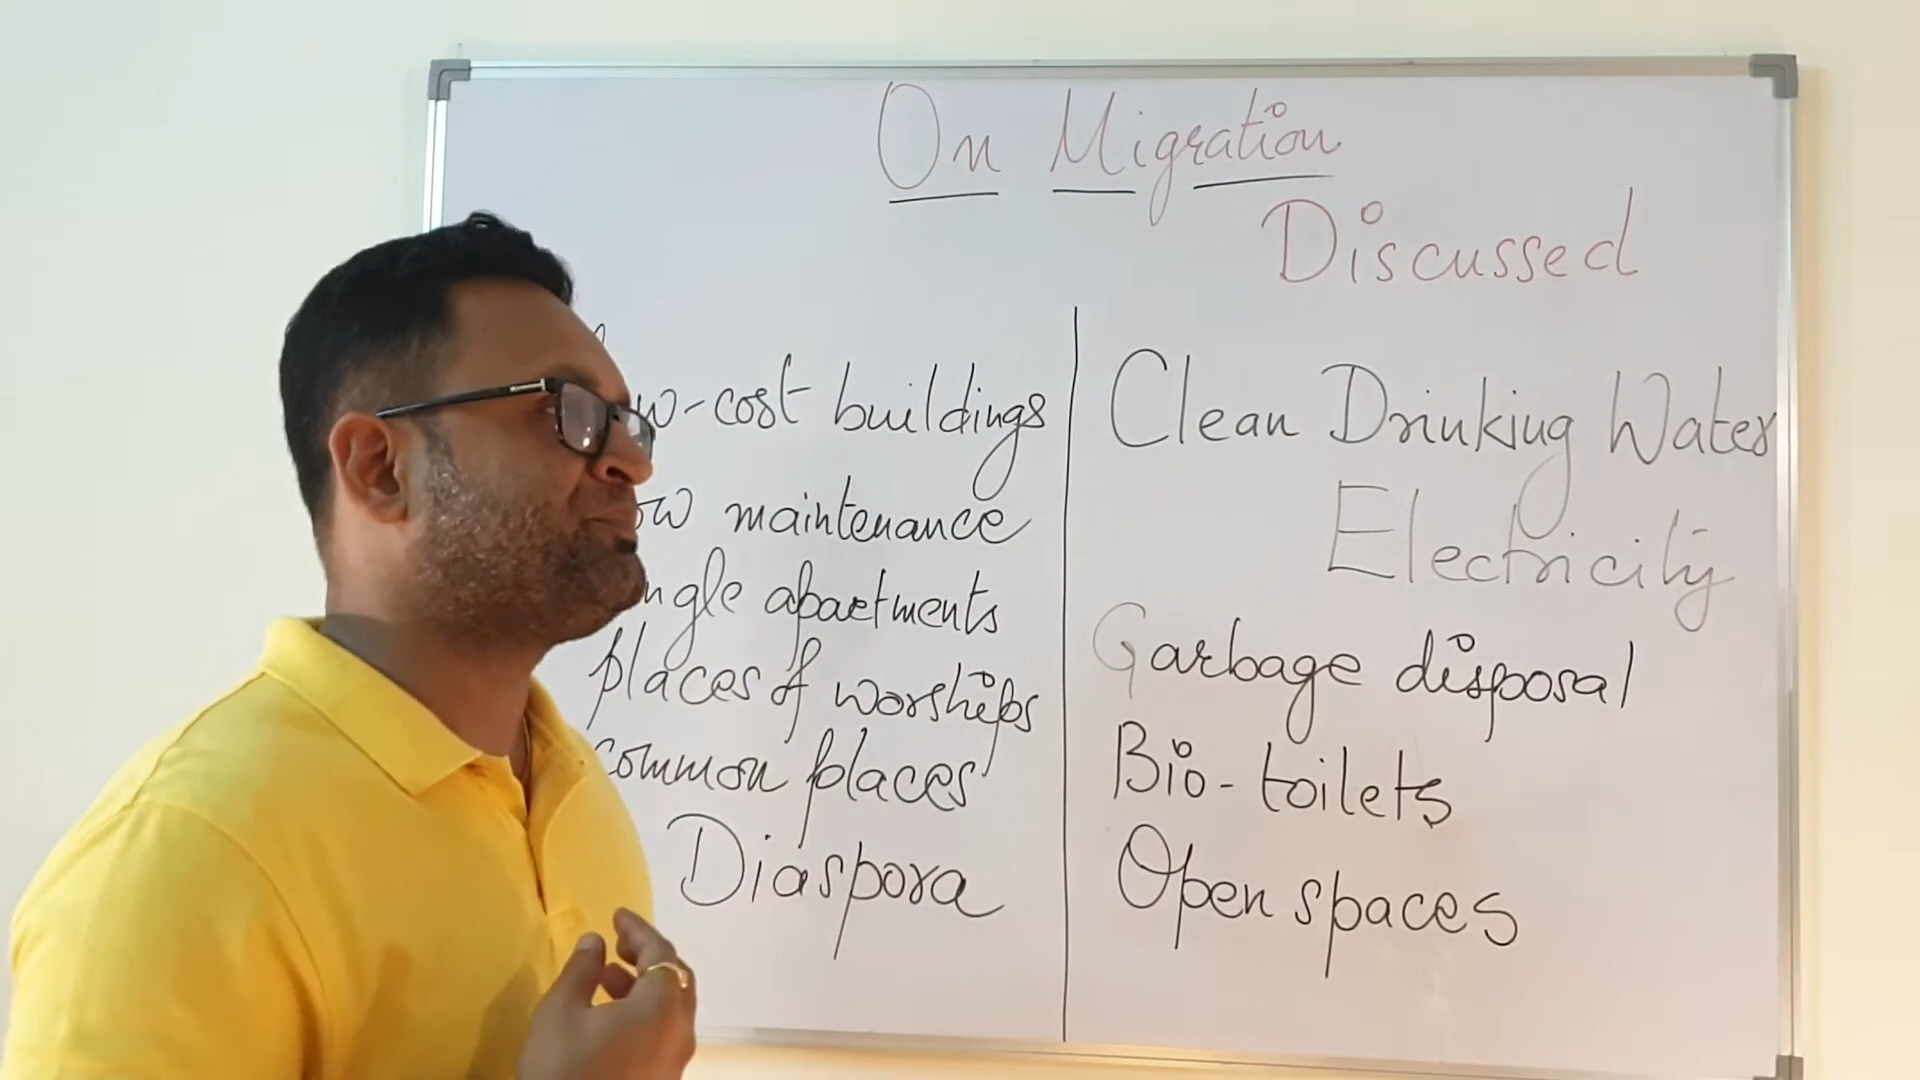 On Migration
Discussed
w-cost buildings
ow maintenance
ngle apartments
places of worships
common places
Diaspora
Clean Drinking Water
Electricity
Garbage disposal
Bio-toilets
Open spaces